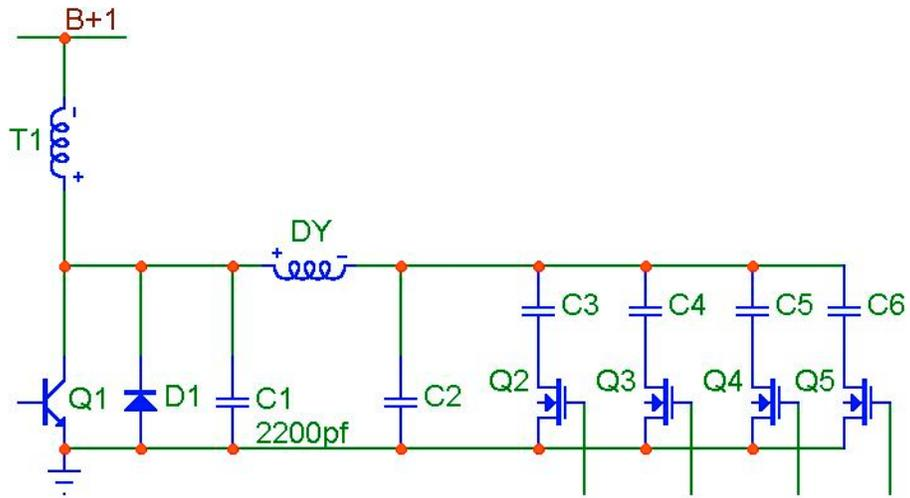 B+1
-
T1
+
DY
+ -
C3 C4 C5 C6
Q2 Q3 Q4 Q5
Q1 D1 C1 C2
2200pf